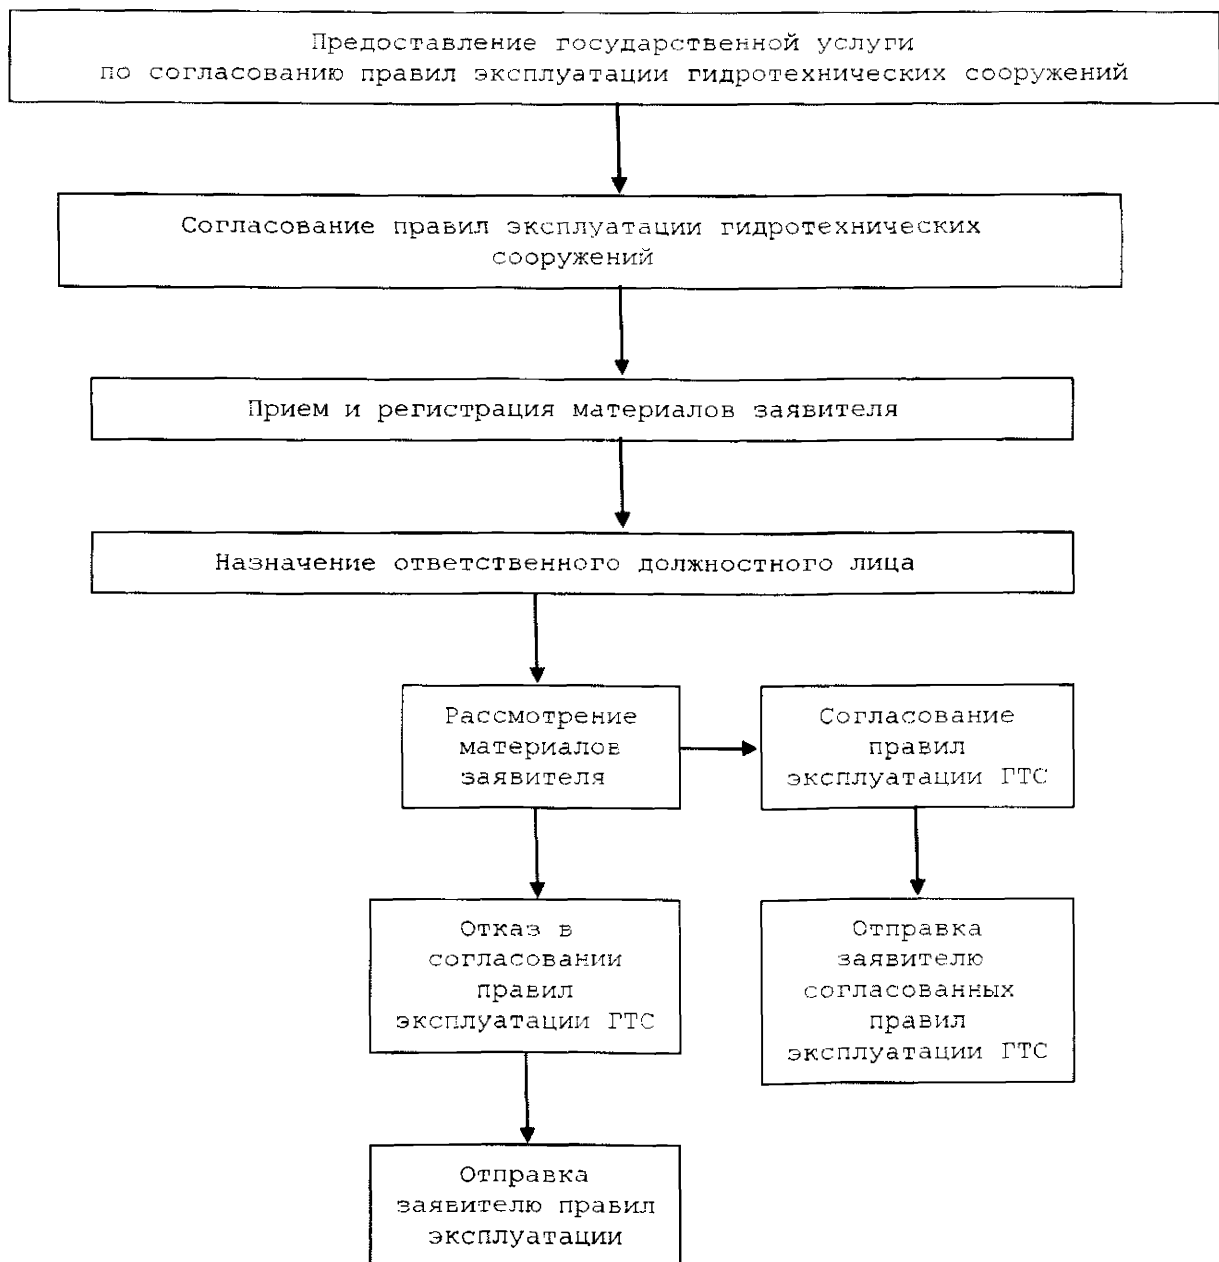 Предоставление государственной услуги
по согласованию правил эксплуатации гидротехнических сооружений
Согласование правил эксплуатации гидротехнических
сооружений
Прием и регистрация материалов заявителя
Назначение ответственного должностного лица
Рассмотрение
материалов
заявителя
Согласование
правил
эксплуатации ГТС
Отказ в
согласовании
правил
эксплуатации ГТС
Отправка
заявителю
согласованных
правил
эксплуатации ГТС
Отправка
заявителю правил
эксплуатации